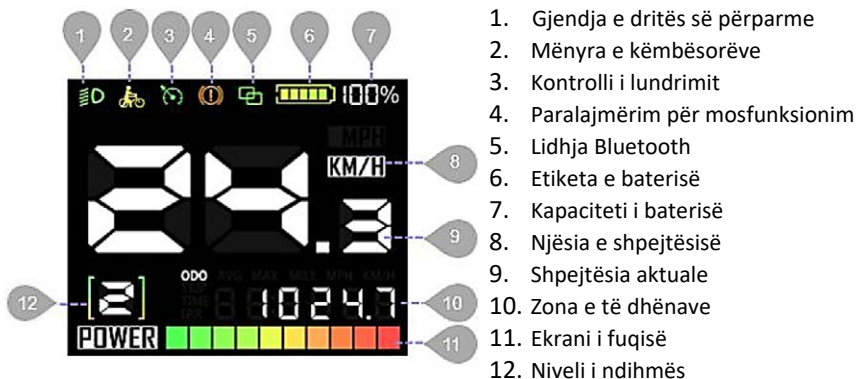 1 2 3 4 5 6 7
100%
MPH
KM/H
8
24.3
9
ODO AVG MAX MILE MPH KM/H
TRIP
TIME
ERR
1024.7
10
12
2
POWER
11
1. Gjendja e dritës së përparme
2. Mënyra e këmbësorëve
3. Kontrolli i lundrimit
4. Paralajmërim për mosfunksionim
5. Lidhja Bluetooth
6. Etiketa e baterisë
7. Kapaciteti i baterisë
8. Njësia e shpejtësisë
9. Shpejtësia aktuale
10. Zona e të dhënave
11. Ekrani i fuqisë
12. Niveli i ndihmës